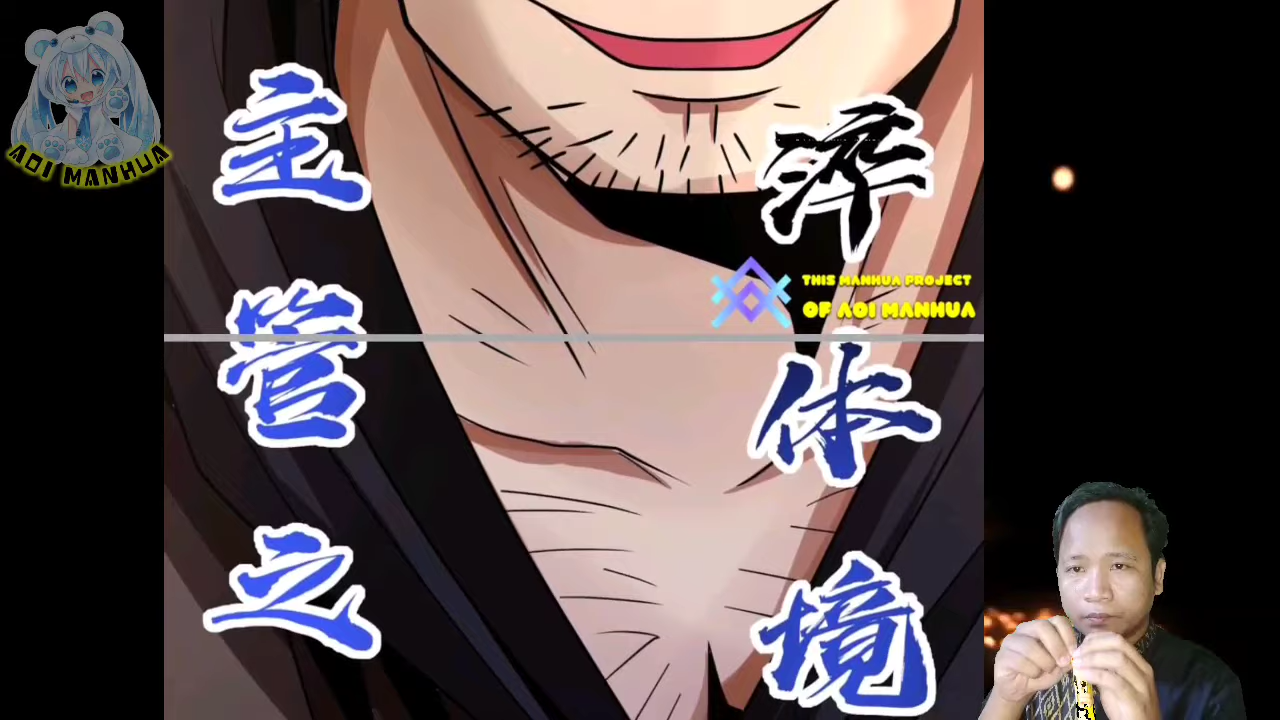 AOI MANHUA
淬体境
主管之
THIS MANHUA PROJECT
OF AOI MANHUA